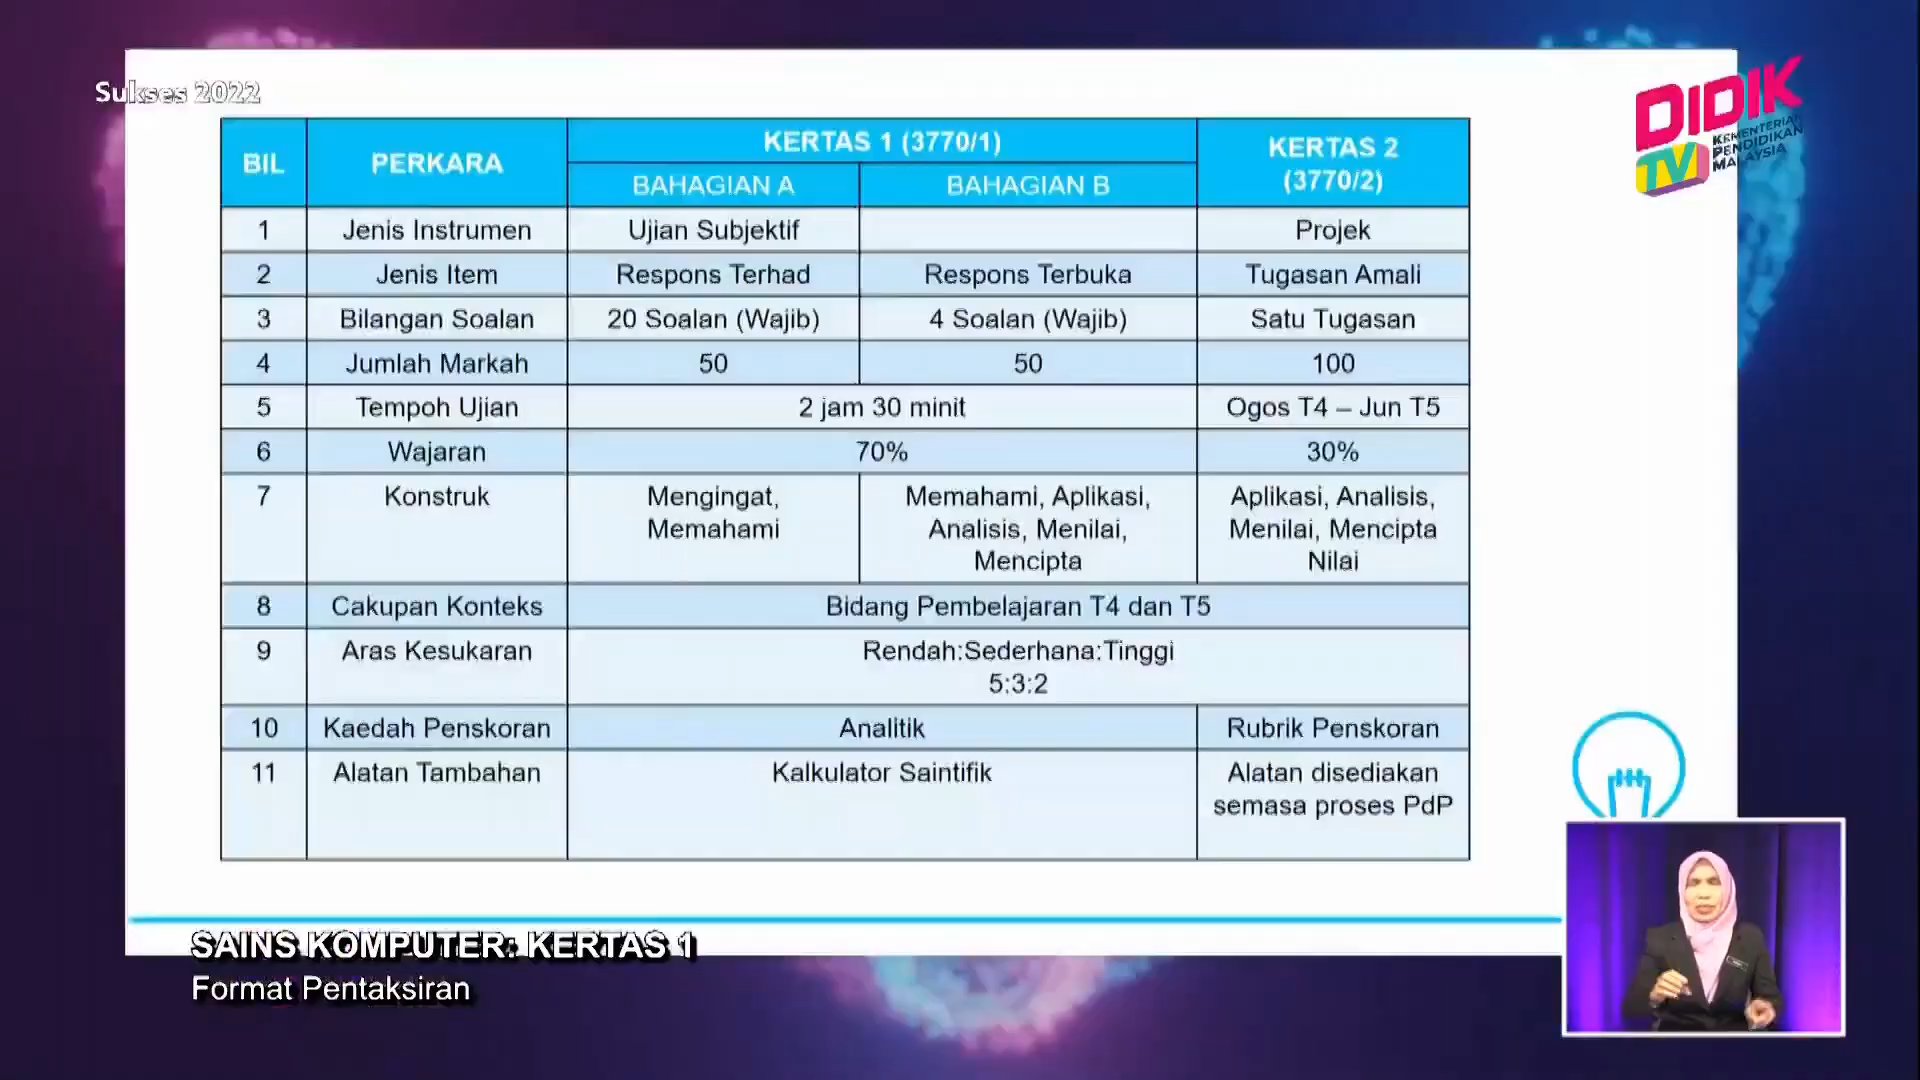 Sukses 2022
DIDIK
TV
KEMENTERIAN
PENDIDIKAN
MALAYSIA
BIL PERKARA KERTAS 1 (3770/1) KERTAS 2
(3770/2)
BAHAGIAN A BAHAGIAN B
1 Jenis Instrumen Ujian Subjektif Projek
2 Jenis Item Respons Terhad Respons Terbuka Tugasan Amali
3 Bilangan Soalan 20 Soalan (Wajib) 4 Soalan (Wajib) Satu Tugasan
4 Jumlah Markah 50 50 100
5 Tempoh Ujian 2 jam 30 minit Ogos T4 – Jun T5
6 Wajaran 70% 30%
7 Konstruk Mengingat, Memahami, Aplikasi, Aplikasi, Analisis,
Memahami Analisis, Menilai, Menilai, Mencipta
Mencipta Nilai
8 Cakupan Konteks Bidang Pembelajaran T4 dan T5
9 Aras Kesukaran Rendah:Sederhana:Tinggi
5:3:2
10 Kaedah Penskoran Analitik Rubrik Penskoran
11 Alatan Tambahan Kalkulator Saintifik Alatan disediakan
semasa proses PdP
SAINS KOMPUTER: KERTAS 1
Format Pentaksiran